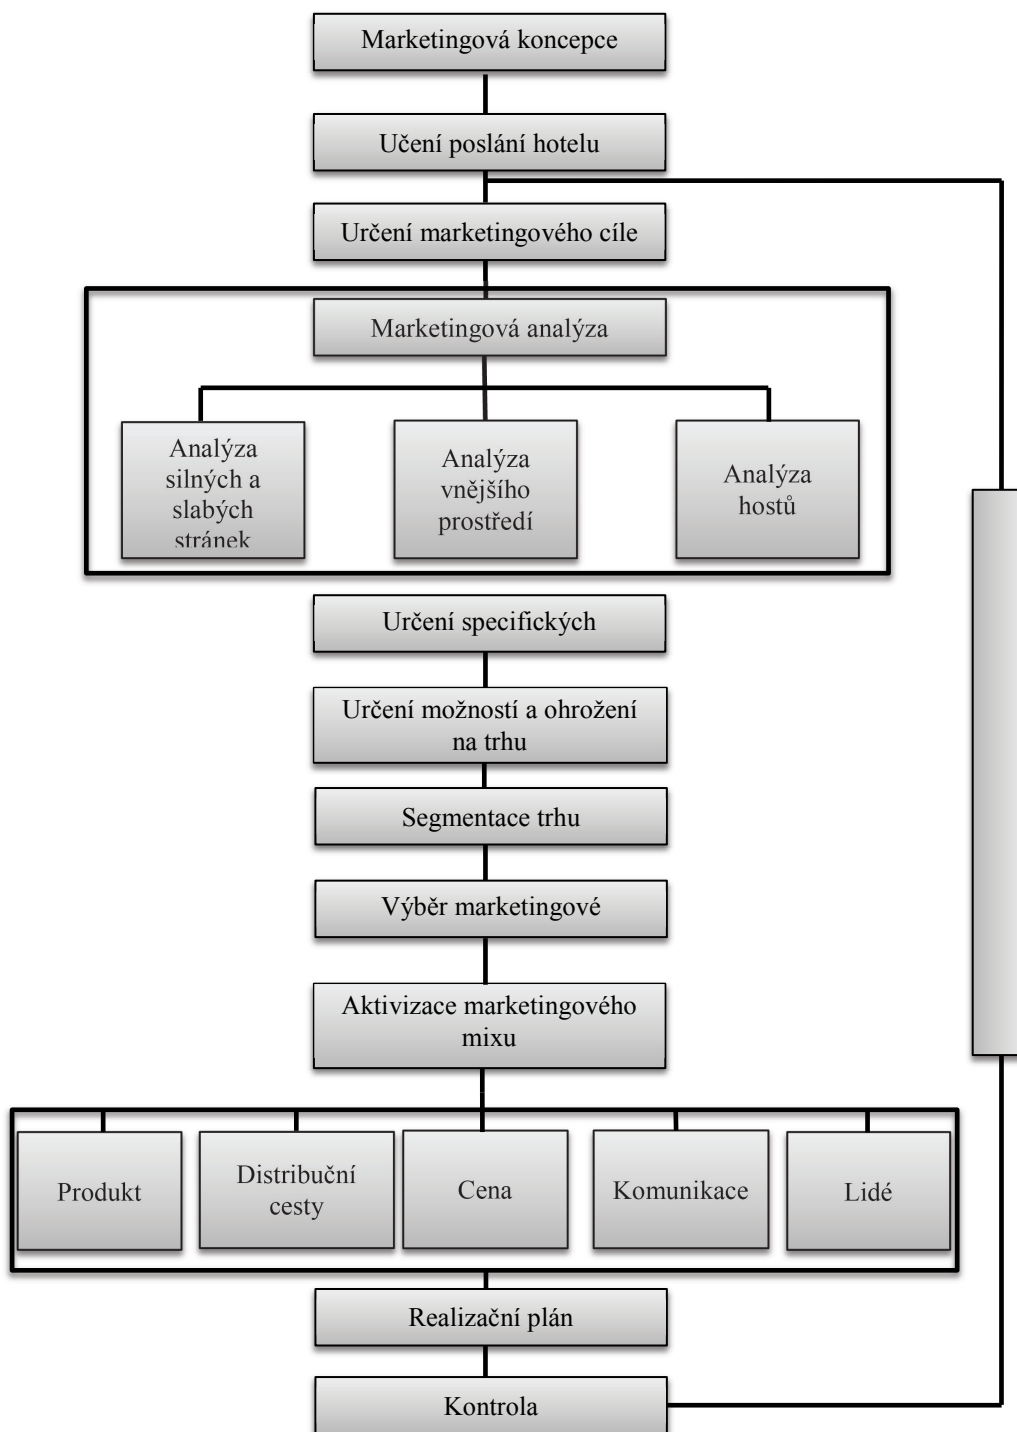 Marketingová koncepce
Učení poslání hotelu
Určení marketingového cíle
Marketingová analýza
Analýza
silných a
slabých
stránek
Analýza
vnějšího
prostředí
Analýza
hostů
Určení specifických
Určení možností a ohrožení
na trhu
Segmentace trhu
Výběr marketingové
Aktivizace marketingového
mixu
Produkt
Distribuční
cesty
Cena
Komunikace
Lidé
Realizační plán
Kontrola